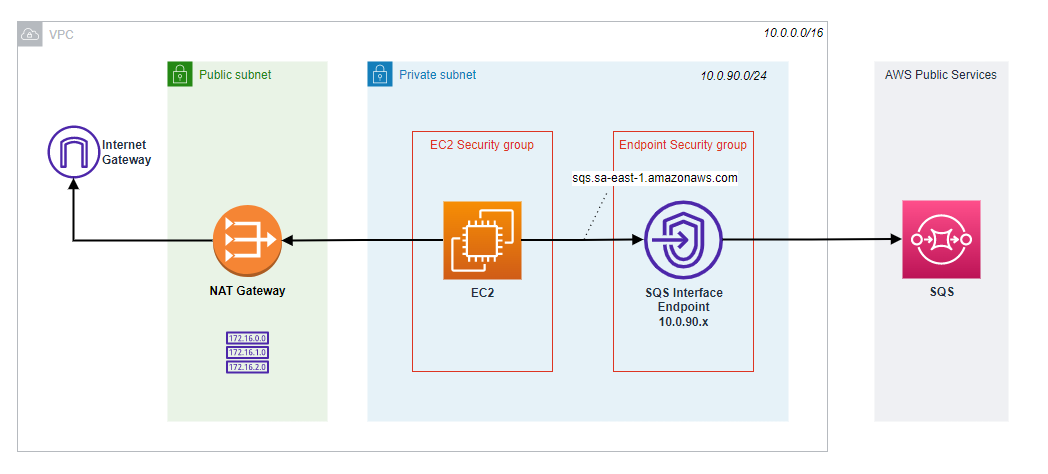 VPC
10.0.0.0/16
Public subnet
Private subnet
10.0.90.0/24
AWS Public Services
Internet
Gateway
EC2 Security group
Endpoint Security group
sqs.sa-east-1.amazonaws.com
NAT Gateway
EC2
SQS Interface
Endpoint
10.0.90.x
SQS
172.16.0.0
172.16.1.0
172.16.2.0